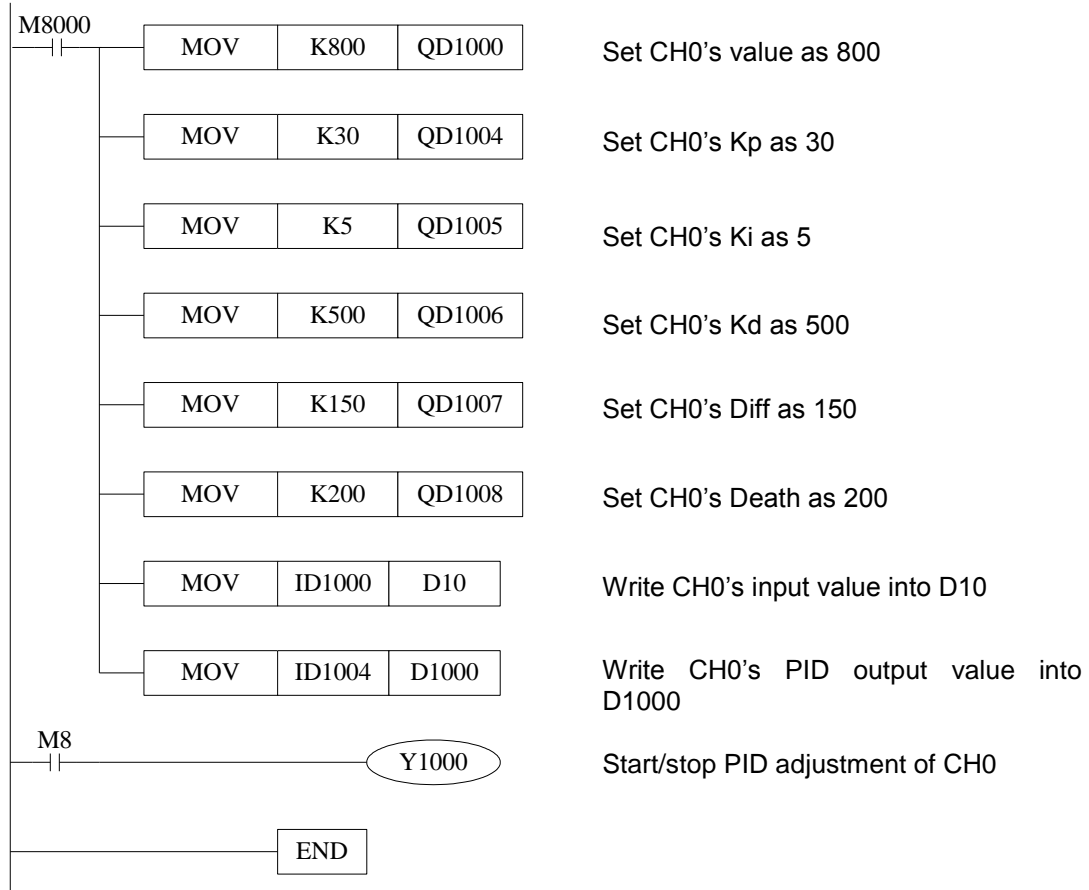 M8000
MOV K800 QD1000 Set CH0’s value as 800
MOV K30 QD1004 Set CH0’s Kp as 30
MOV K5 QD1005 Set CH0’s Ki as 5
MOV K500 QD1006 Set CH0’s Kd as 500
MOV K150 QD1007 Set CH0’s Diff as 150
MOV K200 QD1008 Set CH0’s Death as 200
MOV ID1000 D10 Write CH0’s input value into D10
MOV ID1004 D1000 Write CH0’s PID output value into
D1000
M8
Y1000 Start/stop PID adjustment of CH0
END